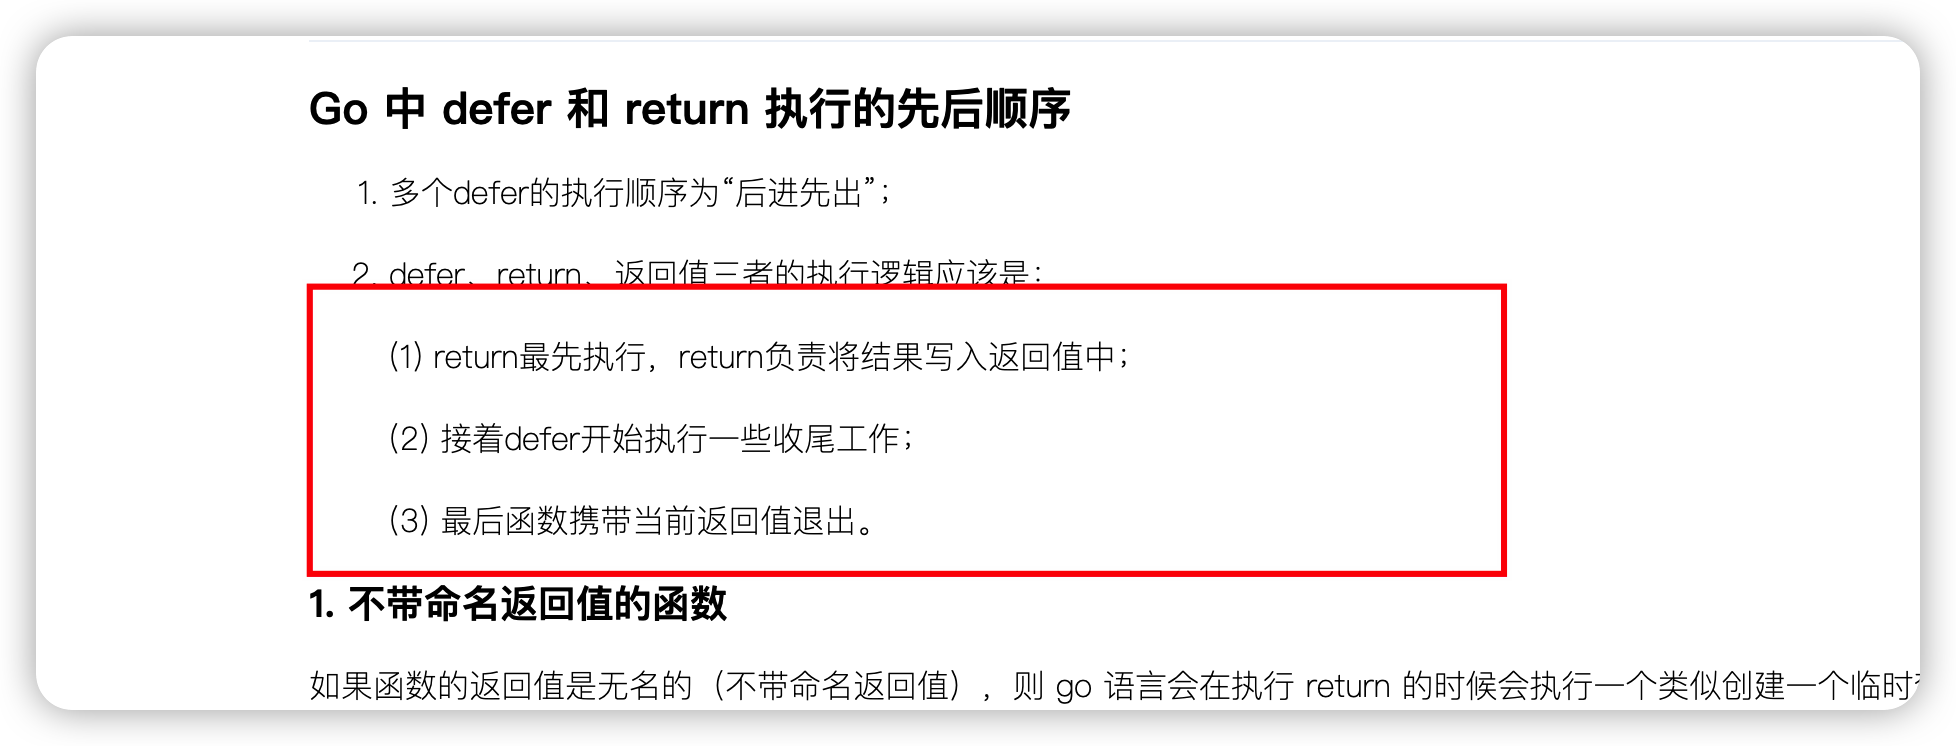 Go 中 defer 和 return 执行的先后顺序
1. 多个defer的执行顺序为“后进先出”；
2. defer、return、返回值三者的执行逻辑应该是：
(1) return最先执行，return负责将结果写入返回值中；
(2) 接着defer开始执行一些收尾工作；
(3) 最后函数携带当前返回值退出。
1. 不带命名返回值的函数
如果函数的返回值是无名的（不带命名返回值），则 go 语言会在执行 return 的时候会执行一个类似创建一个临时